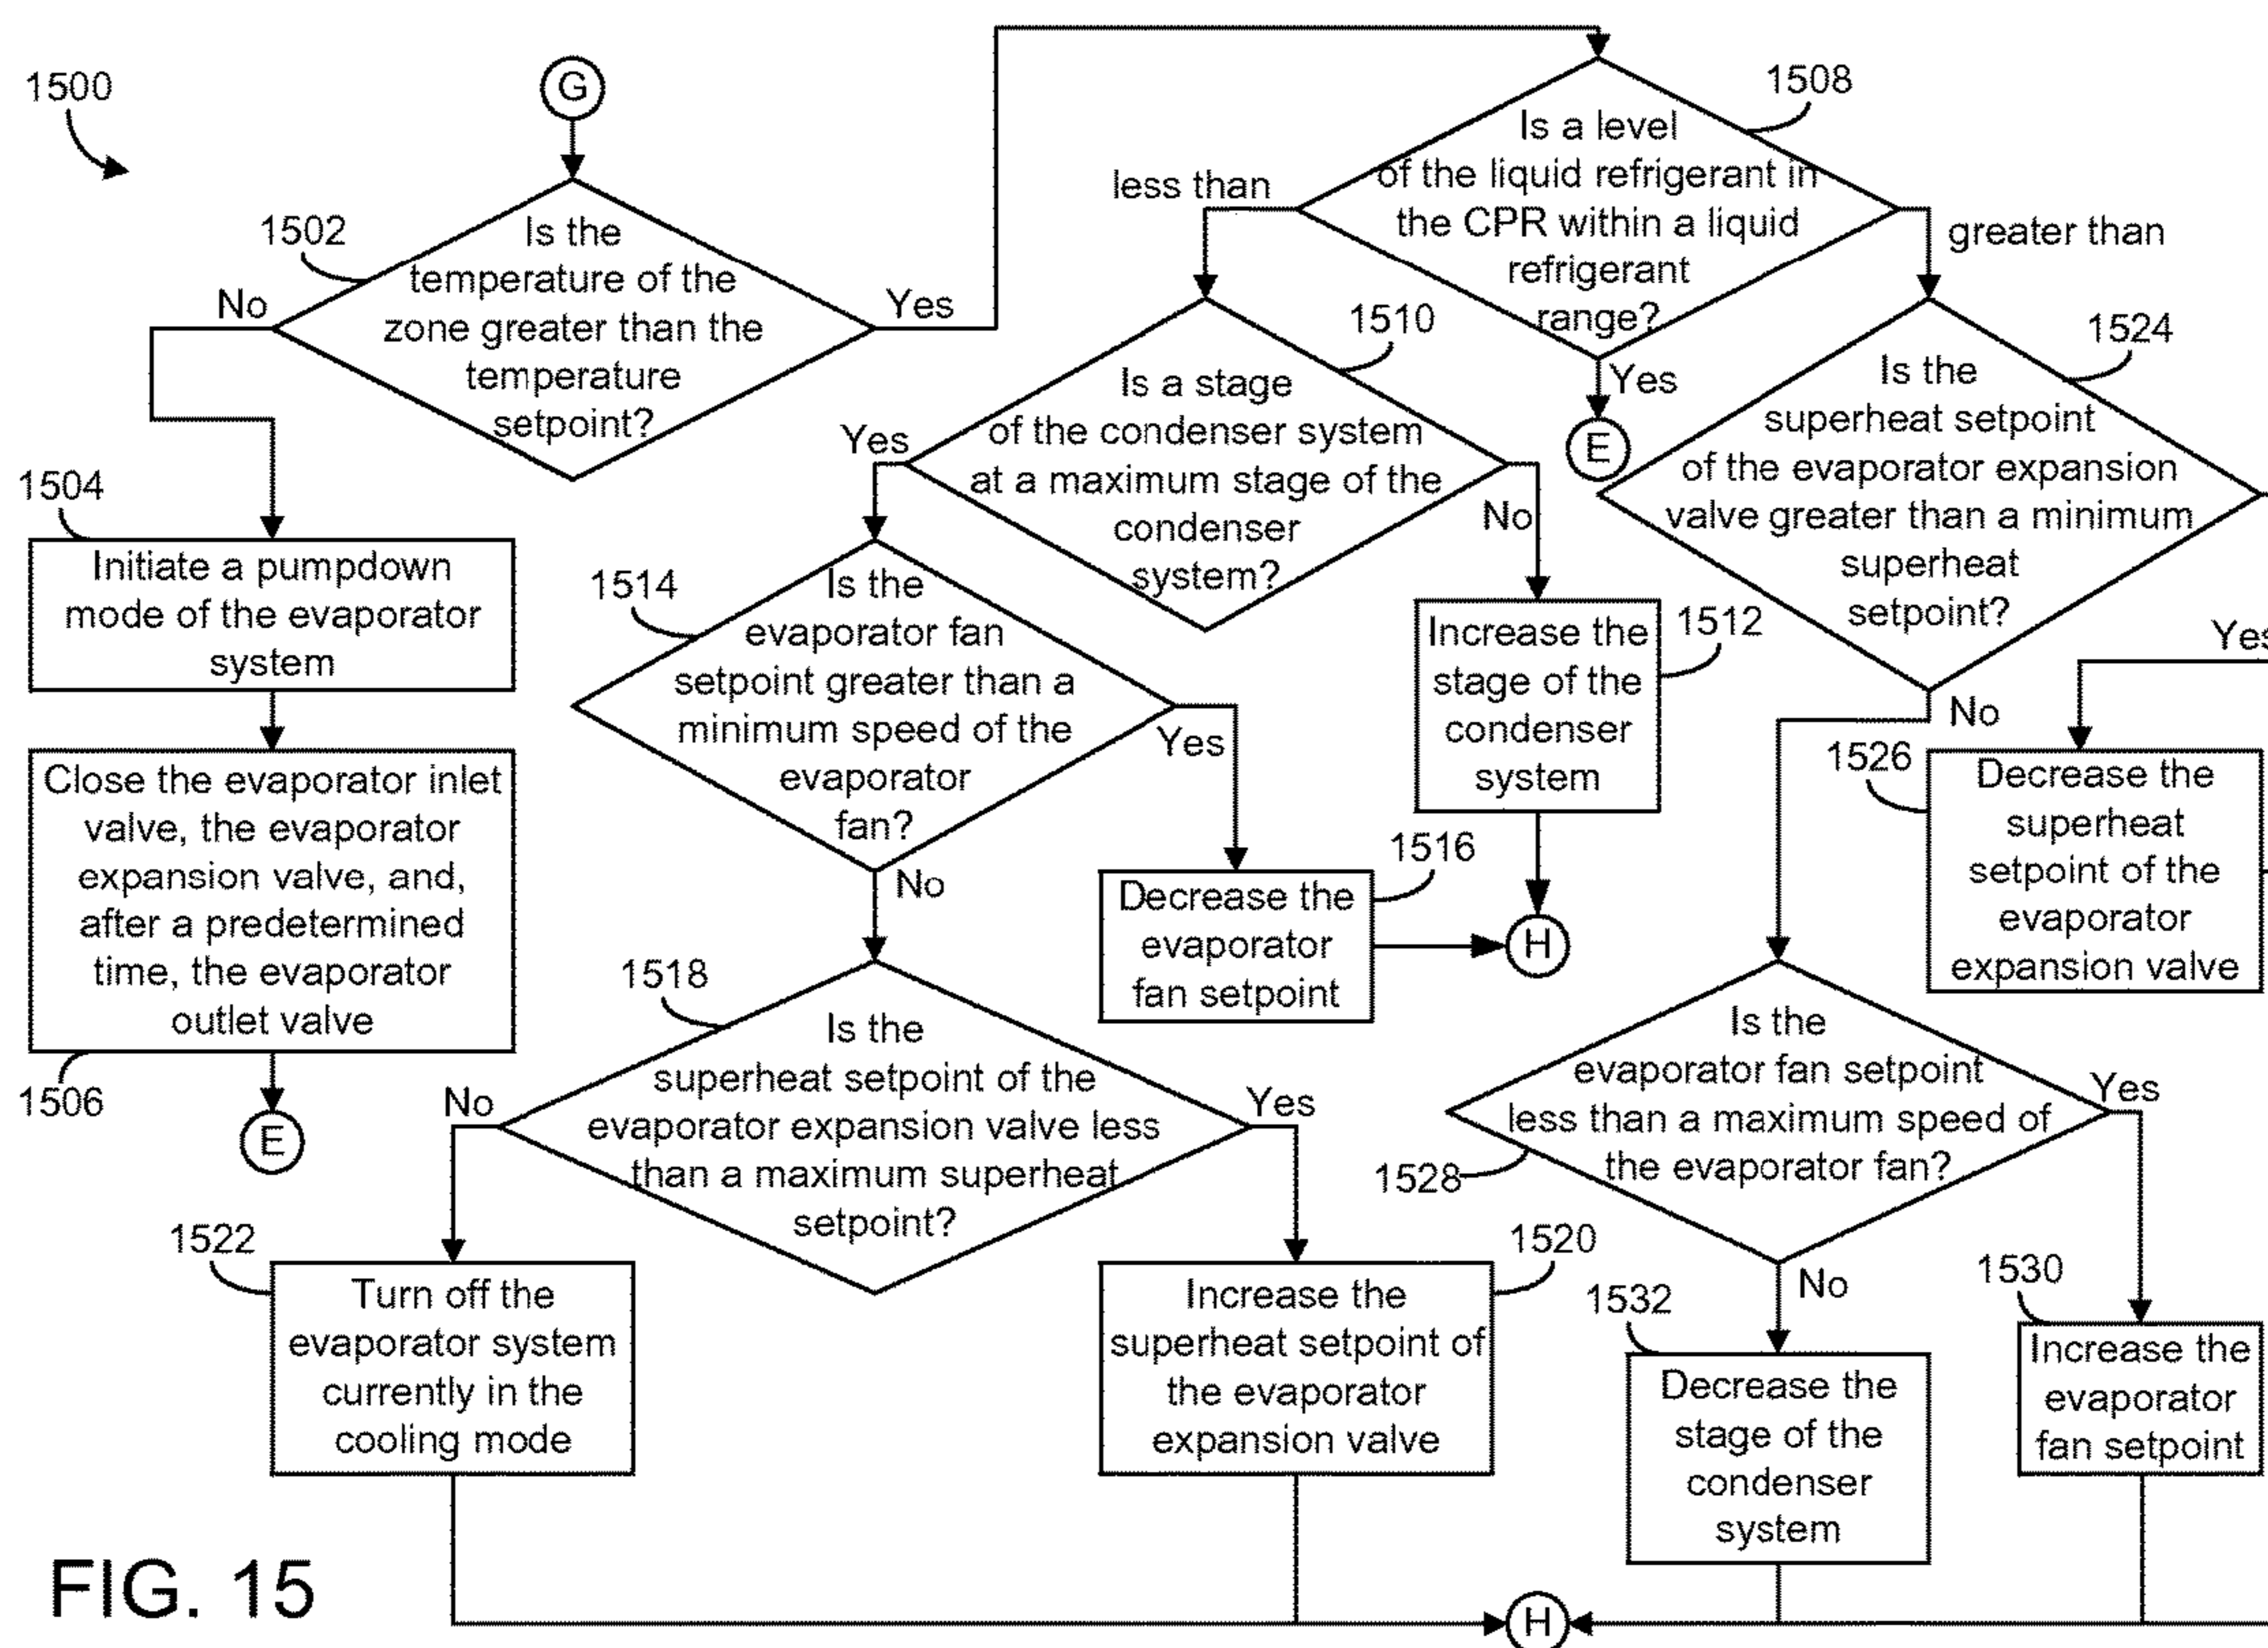 1500
G
1502
Is the
temperature of the
zone greater than the
temperature
setpoint?
No
Yes
1504
Initiate a pumpdown
mode of the evaporator
system
Close the evaporator inlet
valve, the evaporator
expansion valve, and,
after a predetermined
time, the evaporator
outlet valve
1506
E
1508
Is a level
of the liquid refrigerant in
the CPR within a liquid
refrigerant
range?
less than
greater than
Yes
E
1510
Is a stage
of the condenser system
at a maximum stage of the
condenser
system?
Yes
No
1512
Increase the
stage of the
condenser
system
1514
Is the
evaporator fan
setpoint greater than a
minimum speed of the
evaporator
fan?
Yes
No
1516
Decrease the
evaporator
fan setpoint
H
1518
Is the
superheat setpoint of the
evaporator expansion valve less
than a maximum superheat
setpoint?
No
Yes
1522
Turn off the
evaporator system
currently in the
cooling mode
1520
Increase the
superheat setpoint of
the evaporator
expansion valve
1524
Is the
superheat setpoint
of the evaporator expansion
valve greater than a minimum
superheat
setpoint?
Yes
No
1526
Decrease the
superheat
setpoint of the
evaporator
expansion valve
1528
Is the
evaporator fan setpoint
less than a maximum speed of
the evaporator fan?
Yes
No
1530
Increase the
evaporator
fan setpoint
1532
Decrease the
stage of the
condenser
system
H
FIG. 15